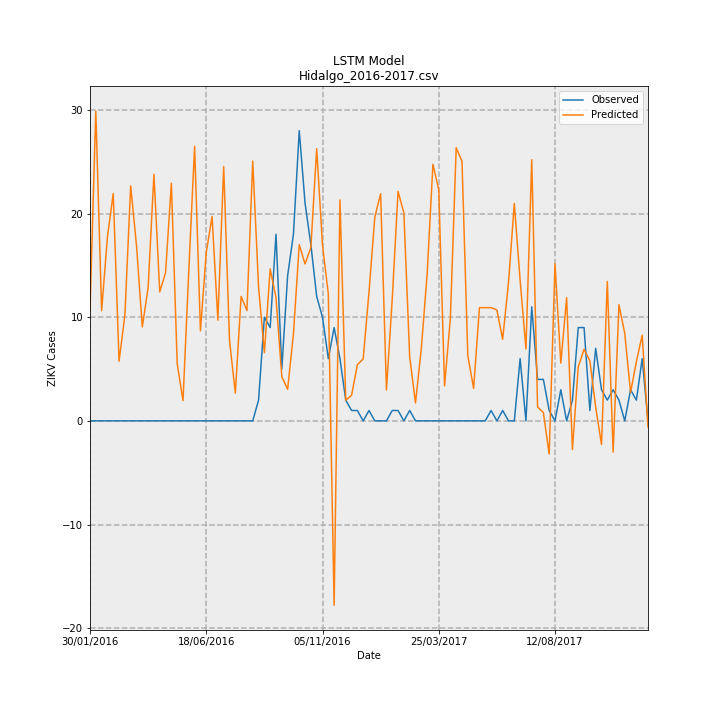 LSTM Model
Hidalgo_2016-2017.csv
Observed
Predicted
30
20
10
0
−10
−20
ZIKV Cases
30/01/2016
18/06/2016
05/11/2016
25/03/2017
12/08/2017
Date